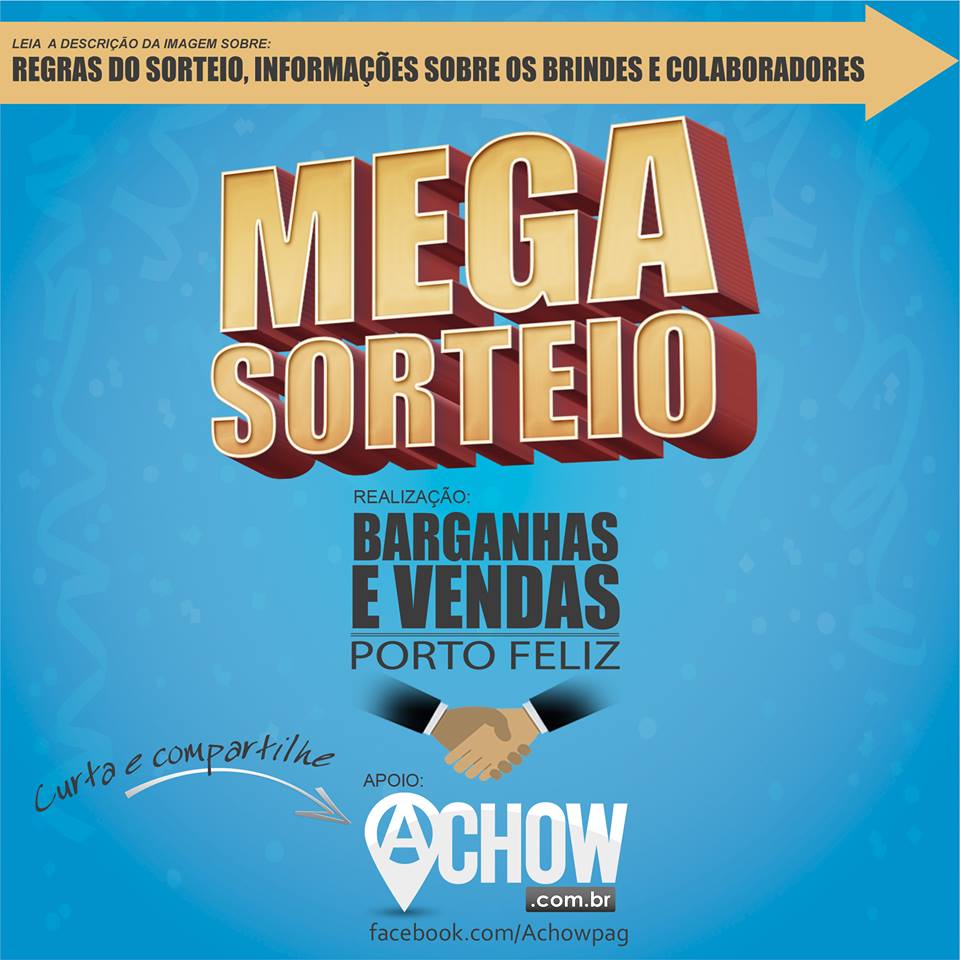 LEIA A DESCRIÇÃO DA IMAGEM SOBRE:
REGRAS DO SORTEIO, INFORMAÇÕES SOBRE OS BRINDES E COLABORADORES
MEGA
SORTEIO
REALIZAÇÃO:
BARGANHAS
E VENDAS
PORTO FELIZ
Curta e compartilhe
APOIO:
ACHOW
.com.br
facebook.com/Achowpag